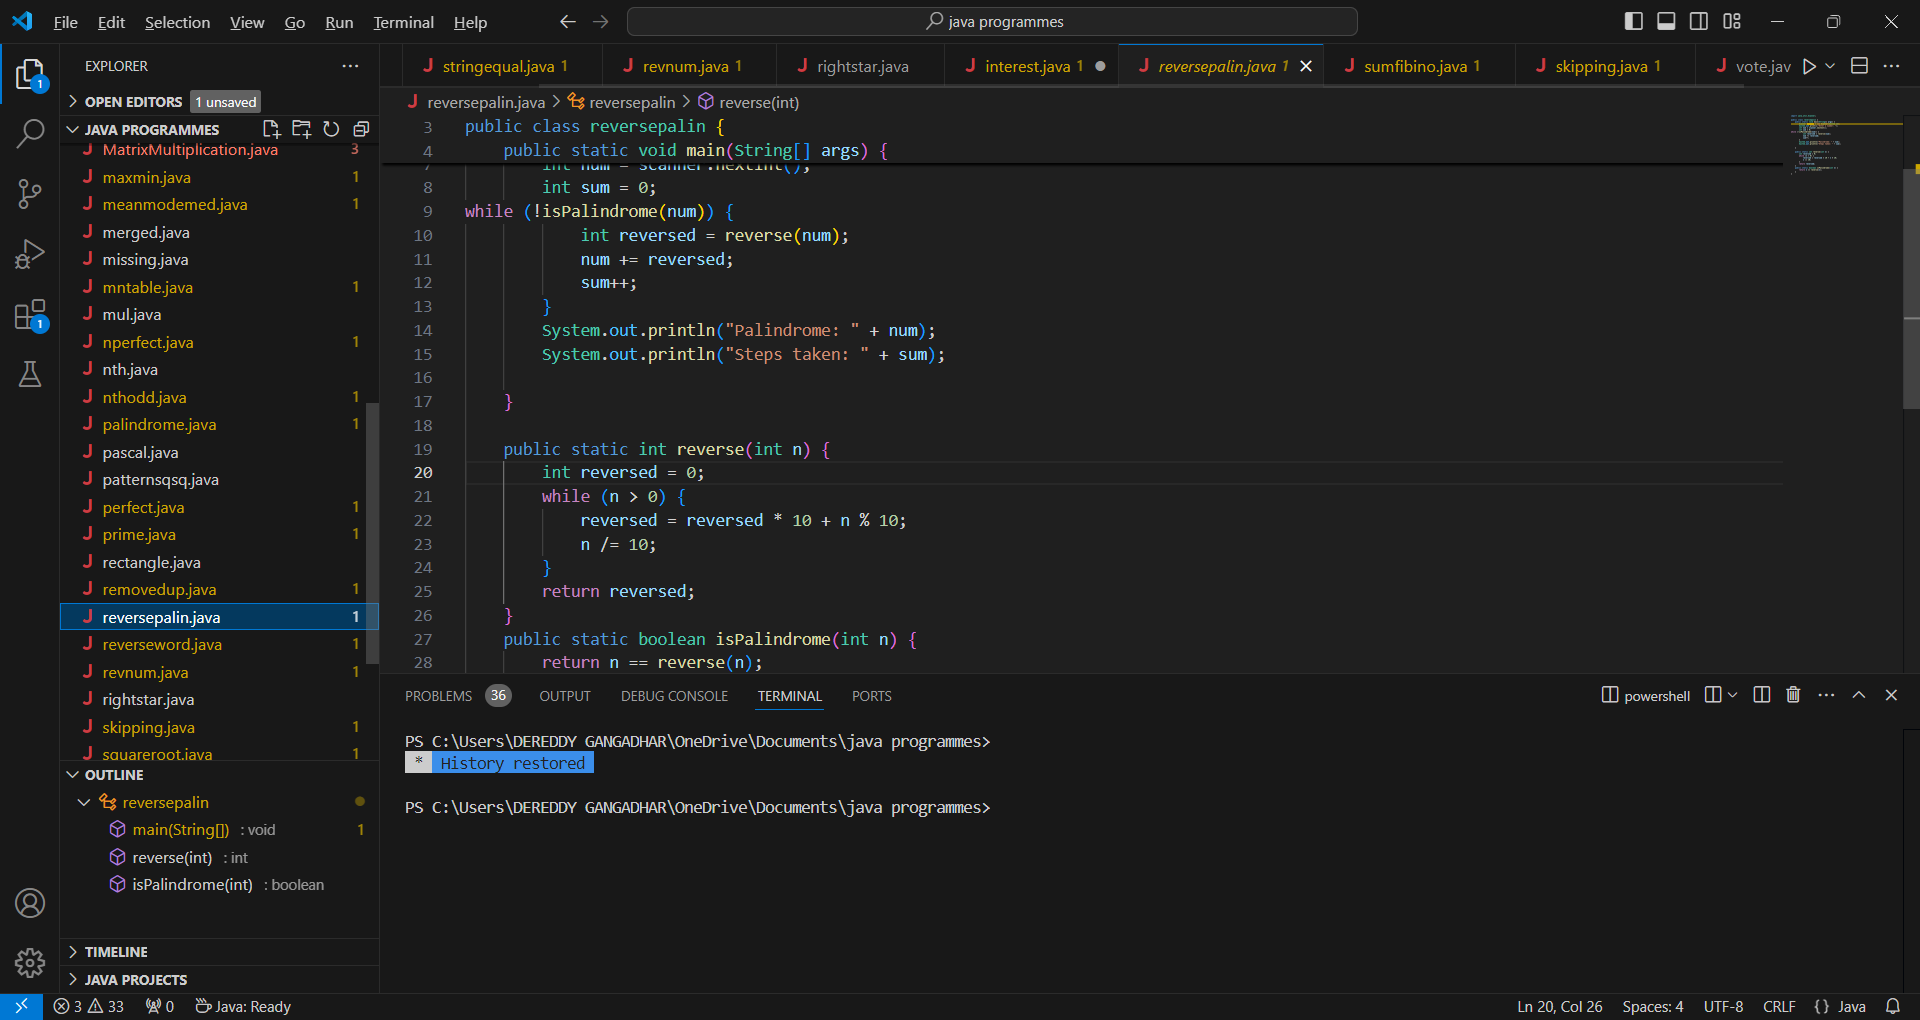 File Edit Selection View Go Run Terminal Help
java programmes
EXPLORER
OPEN EDITORS 1 unsaved
JAVA PROGRAMMES
MatrixMultiplication.java 3
maxmin.java 1
meanmodemed.java 1
merged.java
missing.java
mntable.java 1
mul.java
nperfect.java 1
nth.java
nthodd.java 1
palindrome.java 1
pascal.java
patternsqsq.java
perfect.java 1
prime.java 1
rectangle.java
removedup.java 1
reversepalin.java 1
reverseword.java 1
revnum.java 1
rightstar.java
skipping.java 1
squareroot.java 1
OUTLINE
reversepalin
main(String[]) : void 1
reverse(int) : int
isPalindrome(int) : boolean
TIMELINE
JAVA PROJECTS
1
1
stringequal.java 1
revnum.java 1
rightstar.java
interest.java 1
reversepalin.java 1
sumfibino.java 1
skipping.java 1
vote.jav
reversepalin.java > reversepalin > reverse(int)
3 public class reversepalin {
4 public static void main(String[] args) {
7 int num = scanner.nextInt();
8 int sum = 0;
9 while (!isPalindrome(num)) {
10 int reversed = reverse(num);
11 num += reversed;
12 sum++;
13 }
14 System.out.println("Palindrome: " + num);
15 System.out.println("Steps taken: " + sum);
16
17 }
18
19 public static int reverse(int n) {
20 int reversed = 0;
21 while (n > 0) {
22 reversed = reversed * 10 + n % 10;
23 n /= 10;
24 }
25 return reversed;
26 }
27 public static boolean isPalindrome(int n) {
28 return n == reverse(n);
PROBLEMS 36 OUTPUT DEBUG CONSOLE TERMINAL PORTS
powershell
PS C:\Users\DEREDDY GANGADHAR\OneDrive\Documents\java programmes>
* History restored
PS C:\Users\DEREDDY GANGADHAR\OneDrive\Documents\java programmes>
3 33 0 Java: Ready
Ln 20, Col 26 Spaces: 4 UTF-8 CRLF {} Java